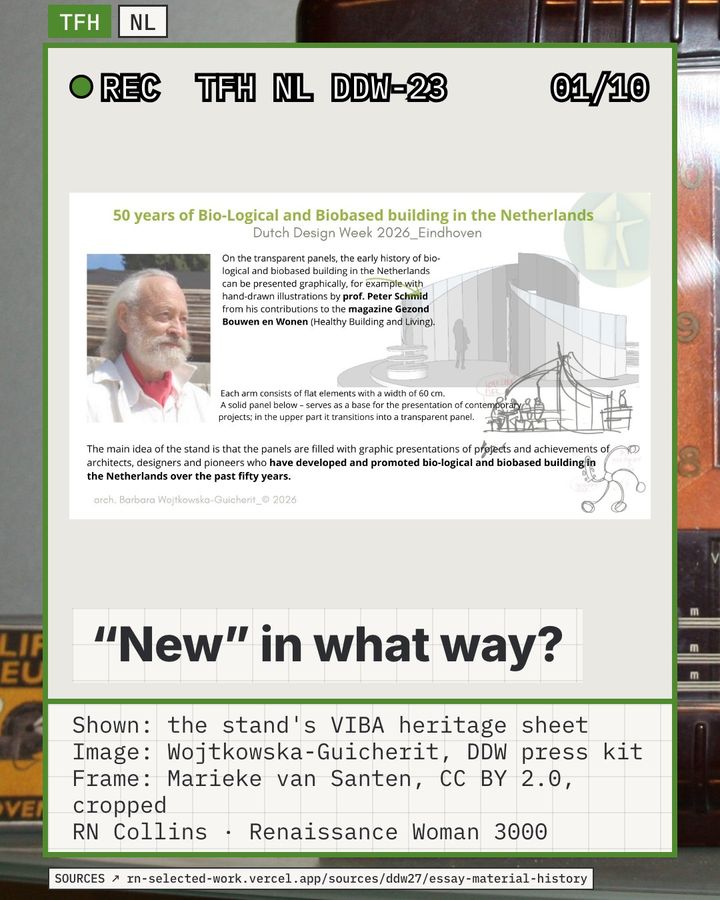 TFH NL
REC TFH NL DDW-23 01/10
50 years of Bio-Logical and Biobased building in the Netherlands
Dutch Design Week 2026_Eindhoven
On the transparent panels, the early history of bio-
logical and biobased building in the Netherlands
can be presented graphically, for example with
hand-drawn illustrations by prof. Peter Schmid
from his contributions to the magazine Gezond
Bouwen en Wonen (Healthy Building and Living).
Each arm consists of flat elements with a width of 60 cm.
A solid panel below – serves as a base for the presentation of contemporary
projects; in the upper part it transitions into a transparent panel.
The main idea of the stand is that the panels are filled with graphic presentations of projects and achievements of
architects, designers and pioneers who have developed and promoted bio-logical and biobased building in
the Netherlands over the past fifty years.
arch. Barbara Wojtkowska-Guicherit_© 2026
“New” in what way?
Shown: the stand's VIBA heritage sheet
Image: Wojtkowska-Guicherit, DDW press kit
Frame: Marieke van Santen, CC BY 2.0,
cropped
RN Collins · Renaissance Woman 3000
SOURCES ↗ rn-selected-work.vercel.app/sources/ddw27/essay-material-history
m
m